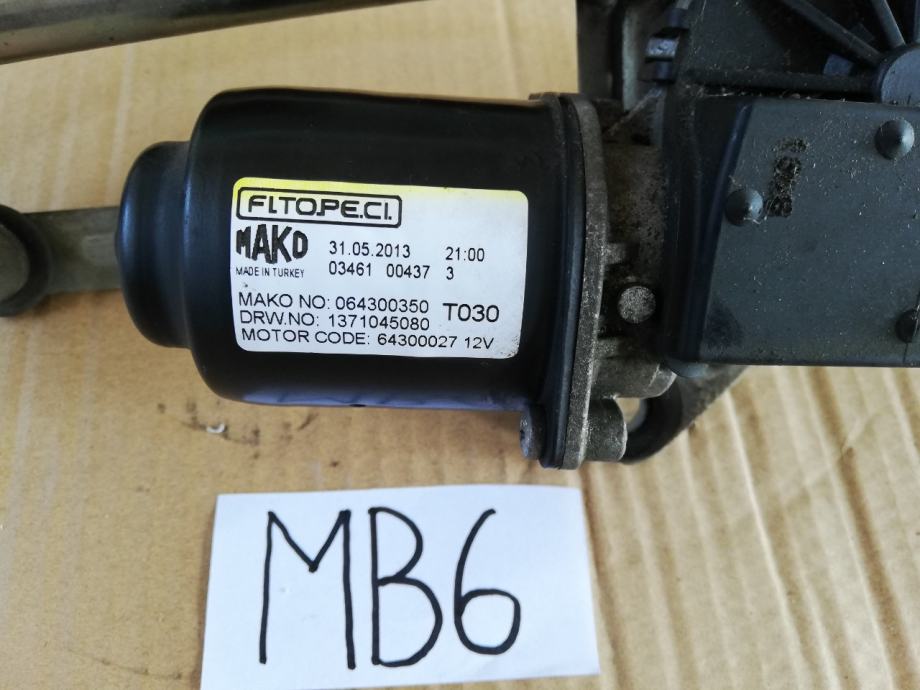 FI.TO.PE.CI.
MAKO 31.05.2013 21:00
MADE IN TURKEY 03461 00437 3
MAKO NO: 064300350 T030
DRW.NO: 1371045080
MOTOR CODE: 64300027 12V
MB6